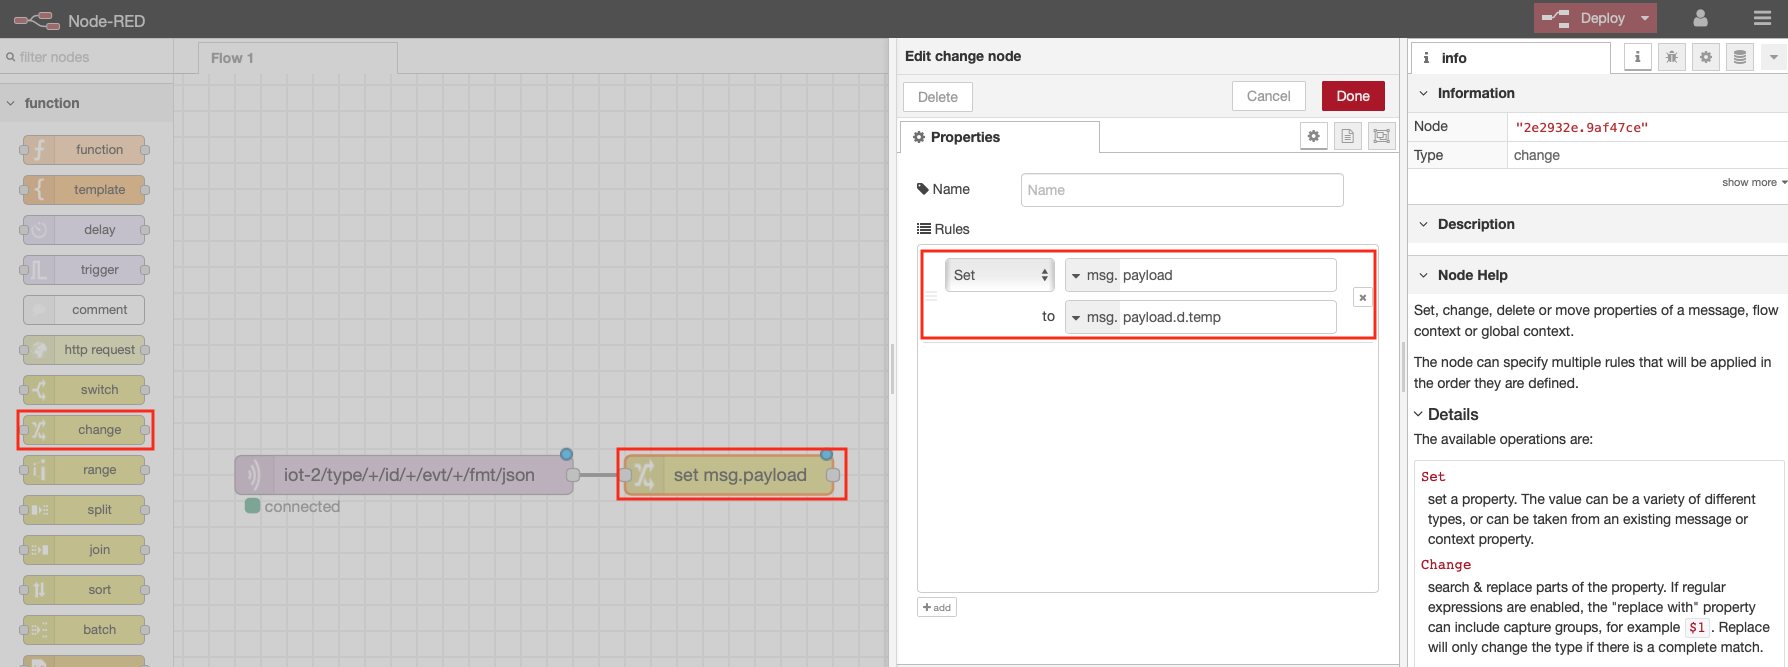 Node-RED
Deploy
filter nodes
Flow 1
function
function
template
delay
trigger
comment
http request
switch
change
range
split
join
sort
batch
iot-2/type/+/id/+/evt/+/fmt/json
connected
set msg.payload
Edit change node
Delete
Cancel
Done
Properties
Name
Name
Rules
Set
msg. payload
to
msg. payload.d.temp
add
info
Information
Node
"2e2932e.9af47ce"
Type
change
show more
Description
Node Help
Set, change, delete or move properties of a message, flow
context or global context.
The node can specify multiple rules that will be applied in
the order they are defined.
Details
The available operations are:
Set
set a property. The value can be a variety of different
types, or can be taken from an existing message or
context property.
Change
search & replace parts of the property. If regular
expressions are enabled, the "replace with" property
can include capture groups, for example $1. Replace
will only change the type if there is a complete match.